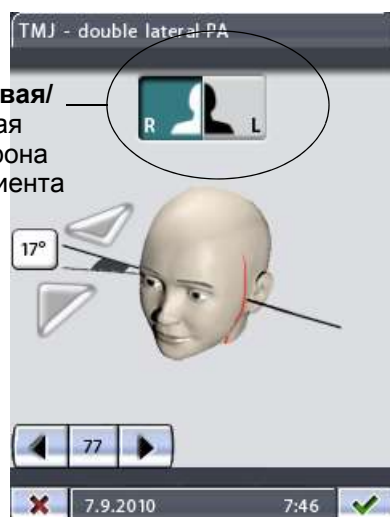 TMJ - double lateral PA
R L
вая/
ая
рона
иента
17°
77
7.9.2010 7:46